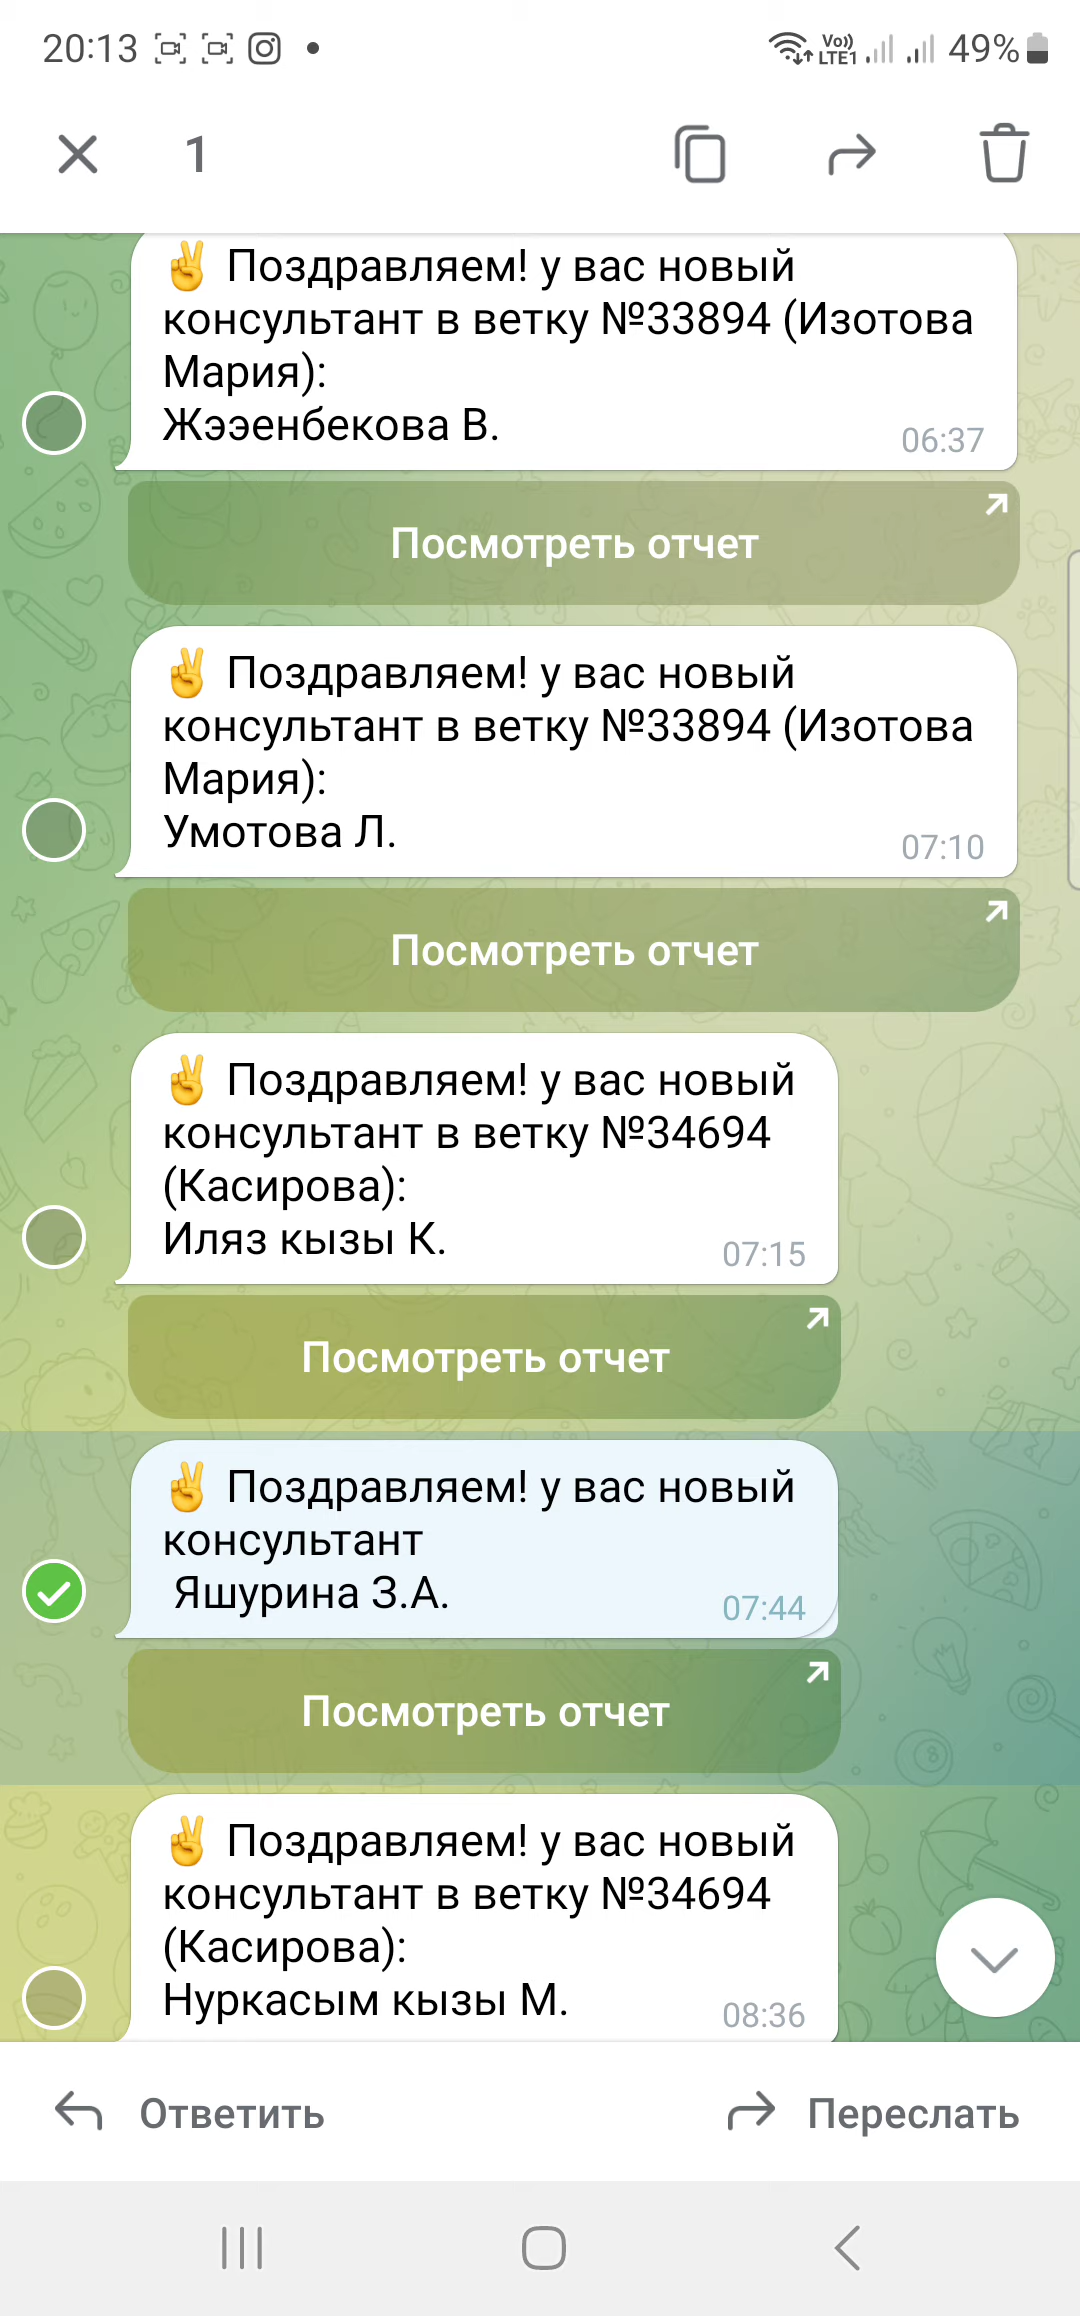 20:13
Vo)) LTE1 49%
1
✌ Поздравляем! у вас новый
консультант в ветку №33894 (Изотова
Мария):
Жээенбекова В.
06:37
Посмотреть отчет
✌ Поздравляем! у вас новый
консультант в ветку №33894 (Изотова
Мария):
Умотова Л.
07:10
Посмотреть отчет
✌ Поздравляем! у вас новый
консультант в ветку №34694
(Касирова):
Иляз кызы К.
07:15
Посмотреть отчет
✌ Поздравляем! у вас новый
консультант
Яшурина З.А.
07:44
Посмотреть отчет
✌ Поздравляем! у вас новый
консультант в ветку №34694
(Касирова):
Нуркасым кызы М.
08:36
Ответить
Переслать